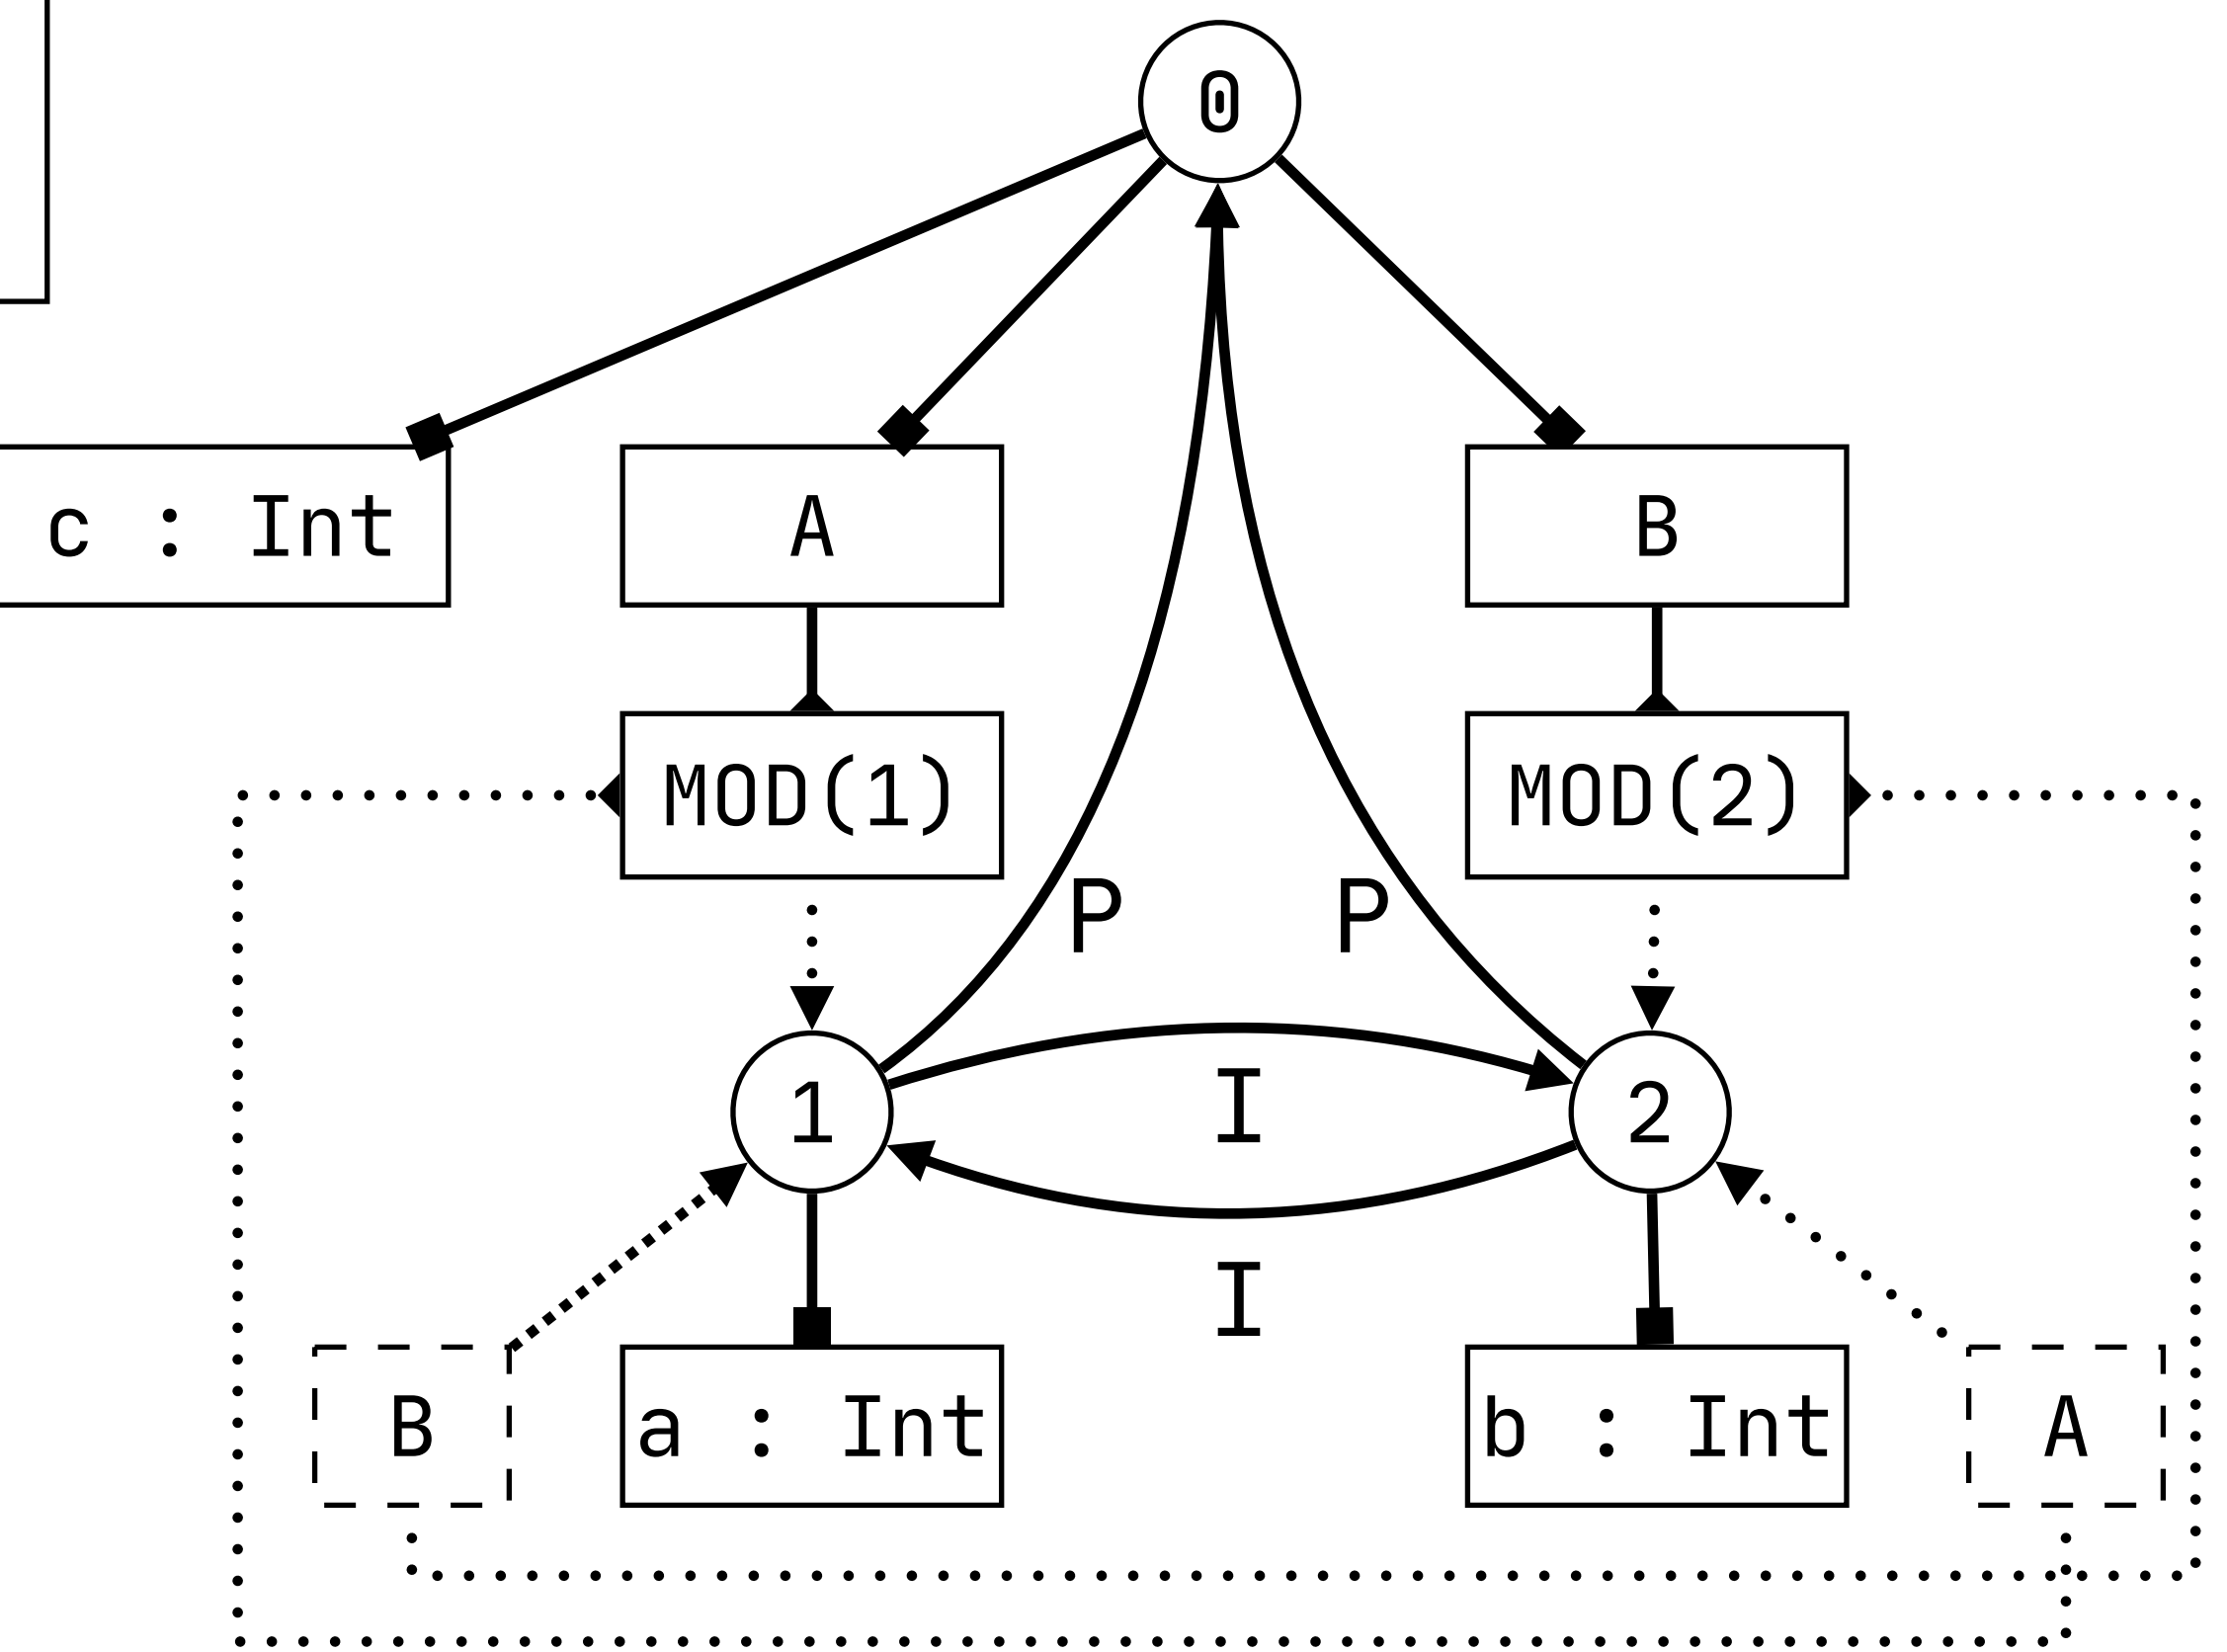 0
c : Int
A
B
MOD(1)
MOD(2)
P
P
1
I
2
I
B
a : Int
b : Int
A